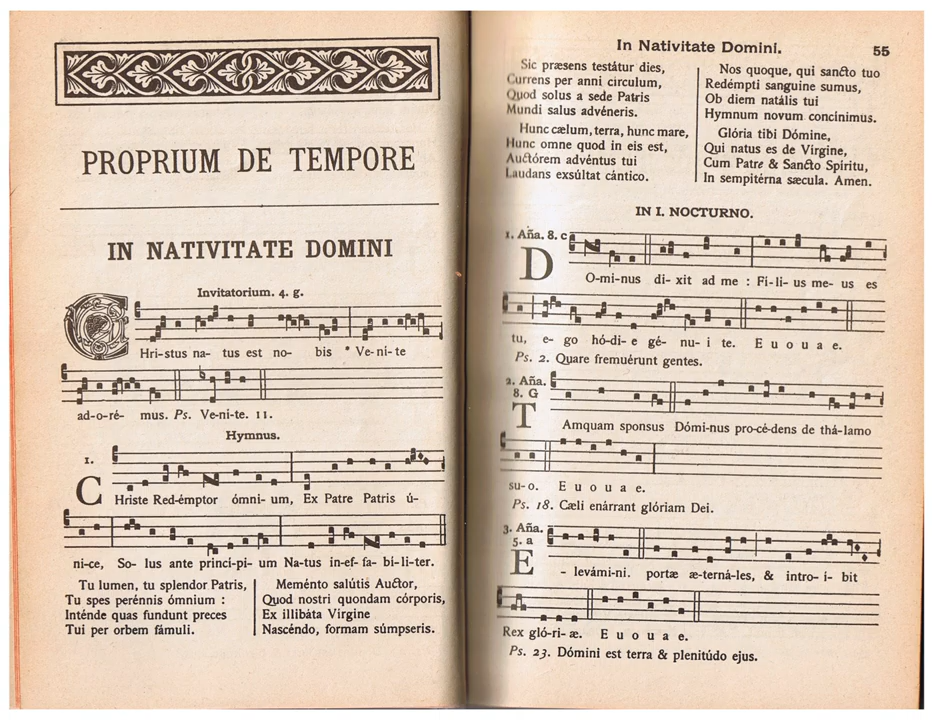 PROPRIUM DE TEMPORE
IN NATIVITATE DOMINI
Invitatorium. 4. g.
CHri-stus na- tus est no- bis * Ve-ni-te
ad-o-ré- mus. Ps. Ve-ni-te. 11.
Hymnus.
1.
CHriste Red-émptor ómni-um, Ex Patre Patris ú-
ni-ce, So- lus ante princí-pi- um Na-tus in-ef- fa- bi-li-ter.
Tu lumen, tu splendor Patris,
Tu spes perénnis ómnium :
Inténde quas fundunt preces
Tui per orbem fámuli.
Meménto salútis Auctor,
Quod nostri quondam córporis,
Ex illibáta Virgine
Nascéndo, formam súmpseris.
In Nativitate Domini. 55
Sic præsens testátur dies,
Currens per anni círculum,
Quod solus a sede Patris
Mundi salus advéneris.
Hunc cælum, terra, hunc mare,
Hunc omne quod in eis est,
Auctórem advéntus tui
Laudans exsúltat cántico.
Nos quoque, qui sancto tuo
Redémpti sanguine sumus,
Ob diem natális tui
Hymnum novum concínimus.
Glória tibi Dómine,
Qui natus es de Virgine,
Cum Patre & Sancto Spíritu,
In sempitérna sæcula. Amen.
IN I. NOCTURNO.
1. Aña. 8. c
DO-mi-nus di- xit ad me : Fí-li- us me- us es
tu, e- go hó-di- e gé- nu- i te. E u o u a e.
Ps. 2. Quare fremuérunt gentes.
2. Aña.
8. G
TAmquam sponsus Dómi-nus pro-cé-dens de thá-lamo
su-o. E u o u a e.
Ps. 18. Cæli enárrant glóriam Dei.
3. Aña.
5. a
E- levámi-ni. portæ æ-terná-les, & intro- í- bit
Rex gló-ri- æ. E u o u a e.
Ps. 23. Dómini est terra & plenitúdo ejus.